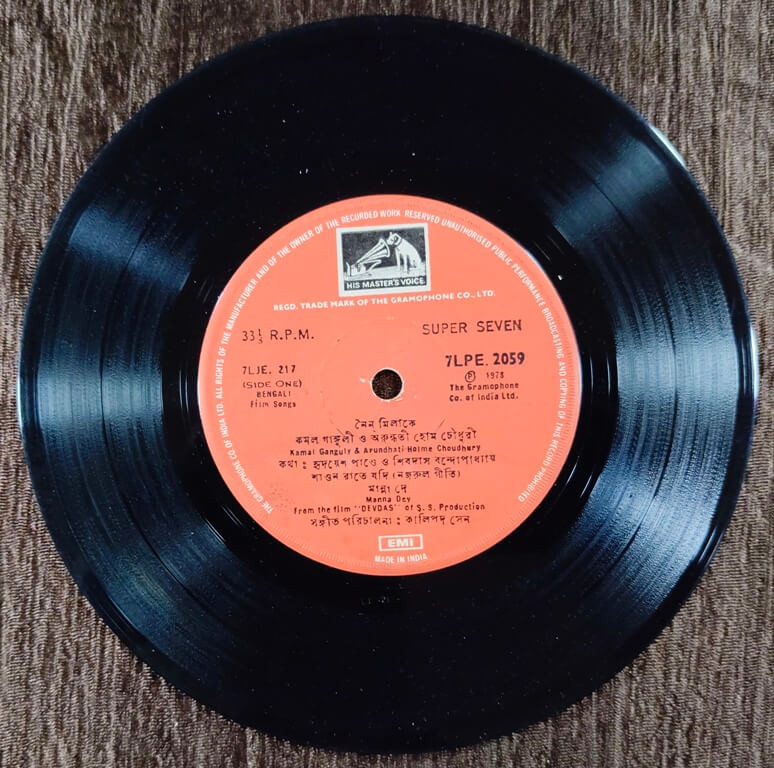 THE GRAMOPHONE CO OF INDIA LTD. ALL RIGHTS OF THE MANUFACTURER AND OF THE OWNER OF THE RECORDED WORK RESERVED UNAUTHORISED PUBLIC PERFORMANCE BROADCASTING AND COPYING OF THIS RECORD PROHIBITED
HIS MASTER'S VOICE
REGD. TRADE MARK OF THE GRAMOPHONE CO., LTD.
33⅓ R.P.M.
SUPER SEVEN
7LJE. 217
(SIDE ONE)
BENGALI
Film Songs
7LPE. 2059
Ⓟ 1978
The Gramophone
Co. of India Ltd.
নৈন মিলাকে
কমল গাঙ্গুলী ও অরুন্ধতী হোম চৌধুরী
Kamal Ganguly & Arundhati Holme Choudhury
কথা : হৃদয়েশ পাণ্ডে ও শিবদাস বন্দোপাধ্যায়
শাওন রাতে যদি (নজরুল গীতি)
মান্না দে
Manna Dey
From the film "DEVDAS" of S. S. Production
সঙ্গীত পরিচালনা : কালিপদ সেন
EMI
MADE IN INDIA